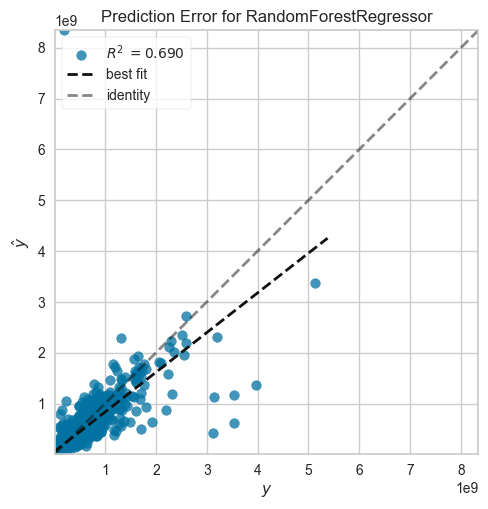 Prediction Error for RandomForestRegressor
1e9
8
7
6
5
4
3
2
1
ŷ
R² = 0.690
best fit
identity
1 2 3 4 5 6 7 8
y
1e9